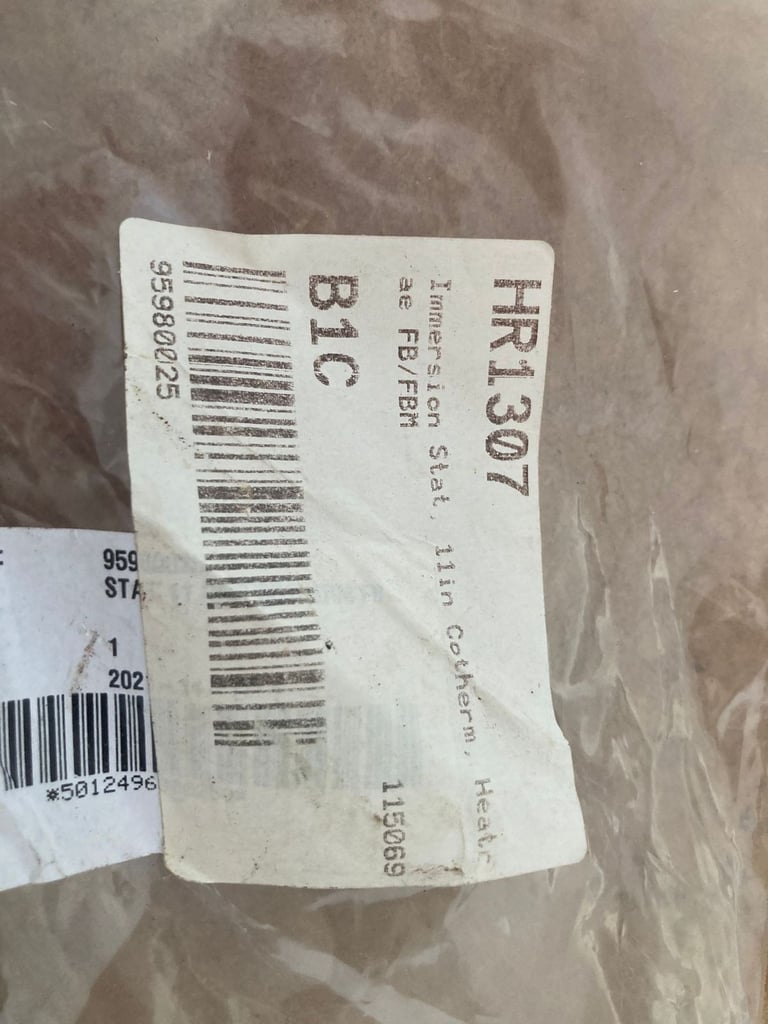 HR1307
Immersion Stat, 11in Cotherm, Heatr
ae FB/FBM
115069
B1C
95980025
959
STA
1
202
*5012496